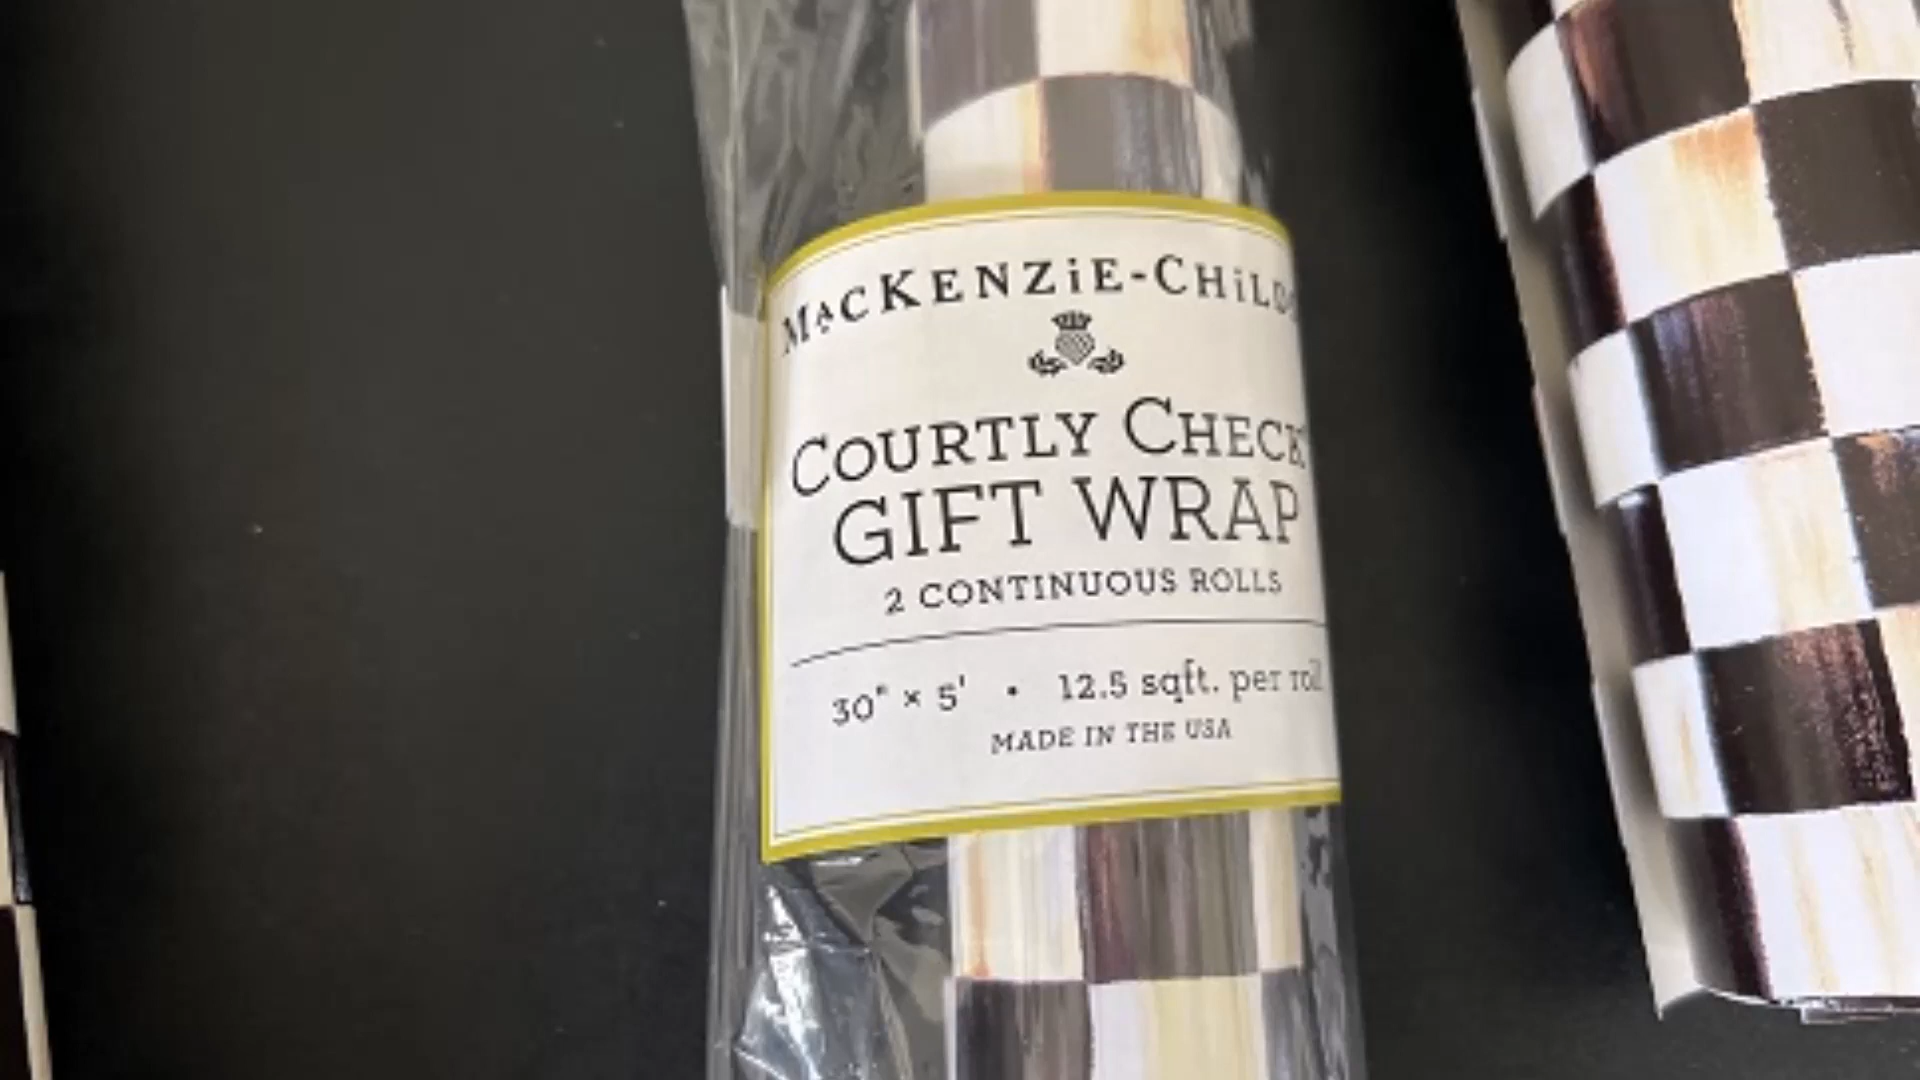 MACKENZiE-CHiLDS
COURTLY CHECK
GIFT WRAP
2 CONTINUOUS ROLLS
30" × 5' • 12.5 sqft. per roll
MADE IN THE USA